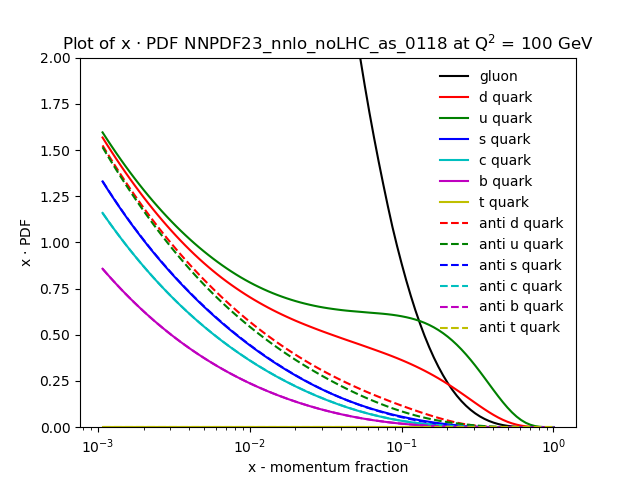 Plot of x · PDF NNPDF23_nnlo_noLHC_as_0118 at Q² = 100 GeV
x · PDF
2.00
1.75
1.50
1.25
1.00
0.75
0.50
0.25
0.00
gluon
d quark
u quark
s quark
c quark
b quark
t quark
anti d quark
anti u quark
anti s quark
anti c quark
anti b quark
anti t quark
10⁻³ 10⁻² 10⁻¹ 10⁰
x - momentum fraction